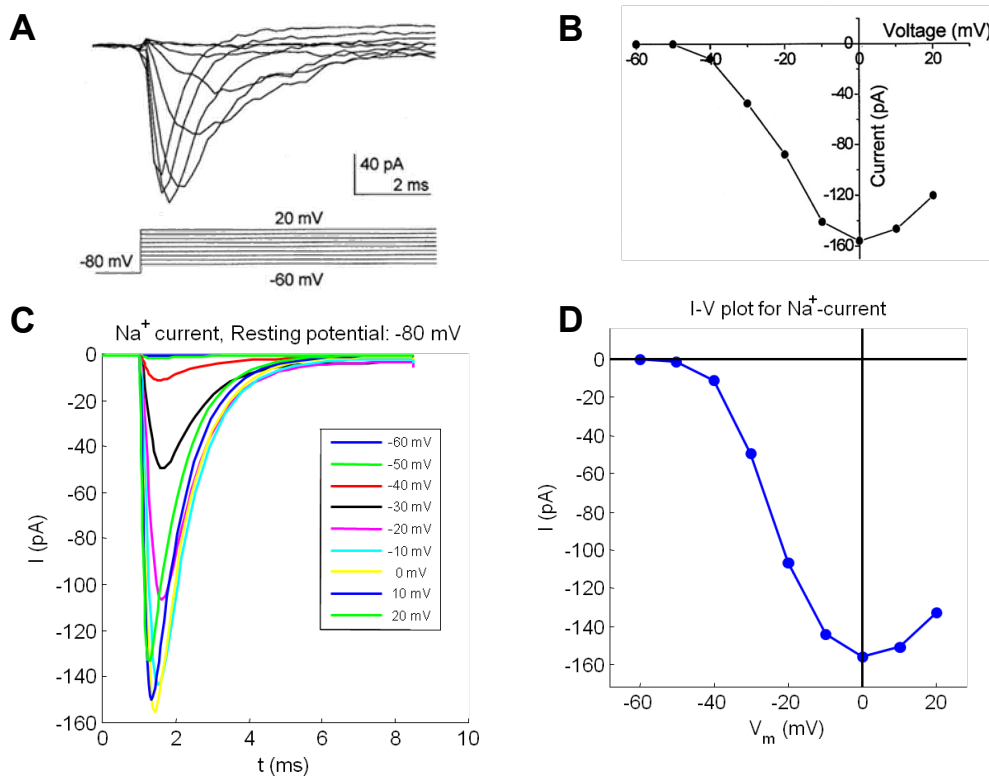 A
40 pA
2 ms
20 mV
-80 mV
-60 mV
B
Voltage (mV)
0
-60 -40 -20 0 20
-40
-80
-120
-160
Current (pA)
C
Na+ current, Resting potential: -80 mV
0
-20
-40
-60
-80
-100
-120
-140
-160
I (pA)
-60 mV
-50 mV
-40 mV
-30 mV
-20 mV
-10 mV
0 mV
10 mV
20 mV
0 2 4 6 8 10
t (ms)
D
I-V plot for Na+-current
0
-20
-40
-60
-80
-100
-120
-140
-160
I (pA)
-60 -40 -20 0 20
Vm (mV)